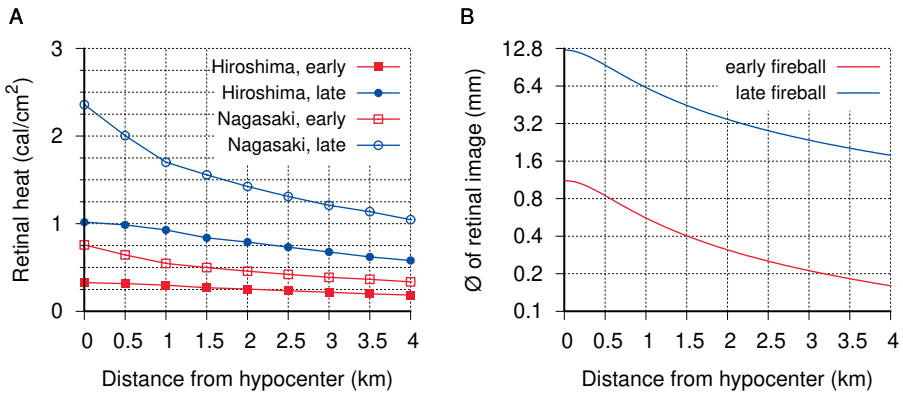 A
Retinal heat (cal/cm²)
3
2
1
0
Hiroshima, early
Hiroshima, late
Nagasaki, early
Nagasaki, late
0 0.5 1 1.5 2 2.5 3 3.5 4
Distance from hypocenter (km)
B
Ø of retinal image (mm)
12.8
6.4
3.2
1.6
0.8
0.4
0.2
0.1
early fireball
late fireball
0 0.5 1 1.5 2 2.5 3 3.5 4
Distance from hypocenter (km)